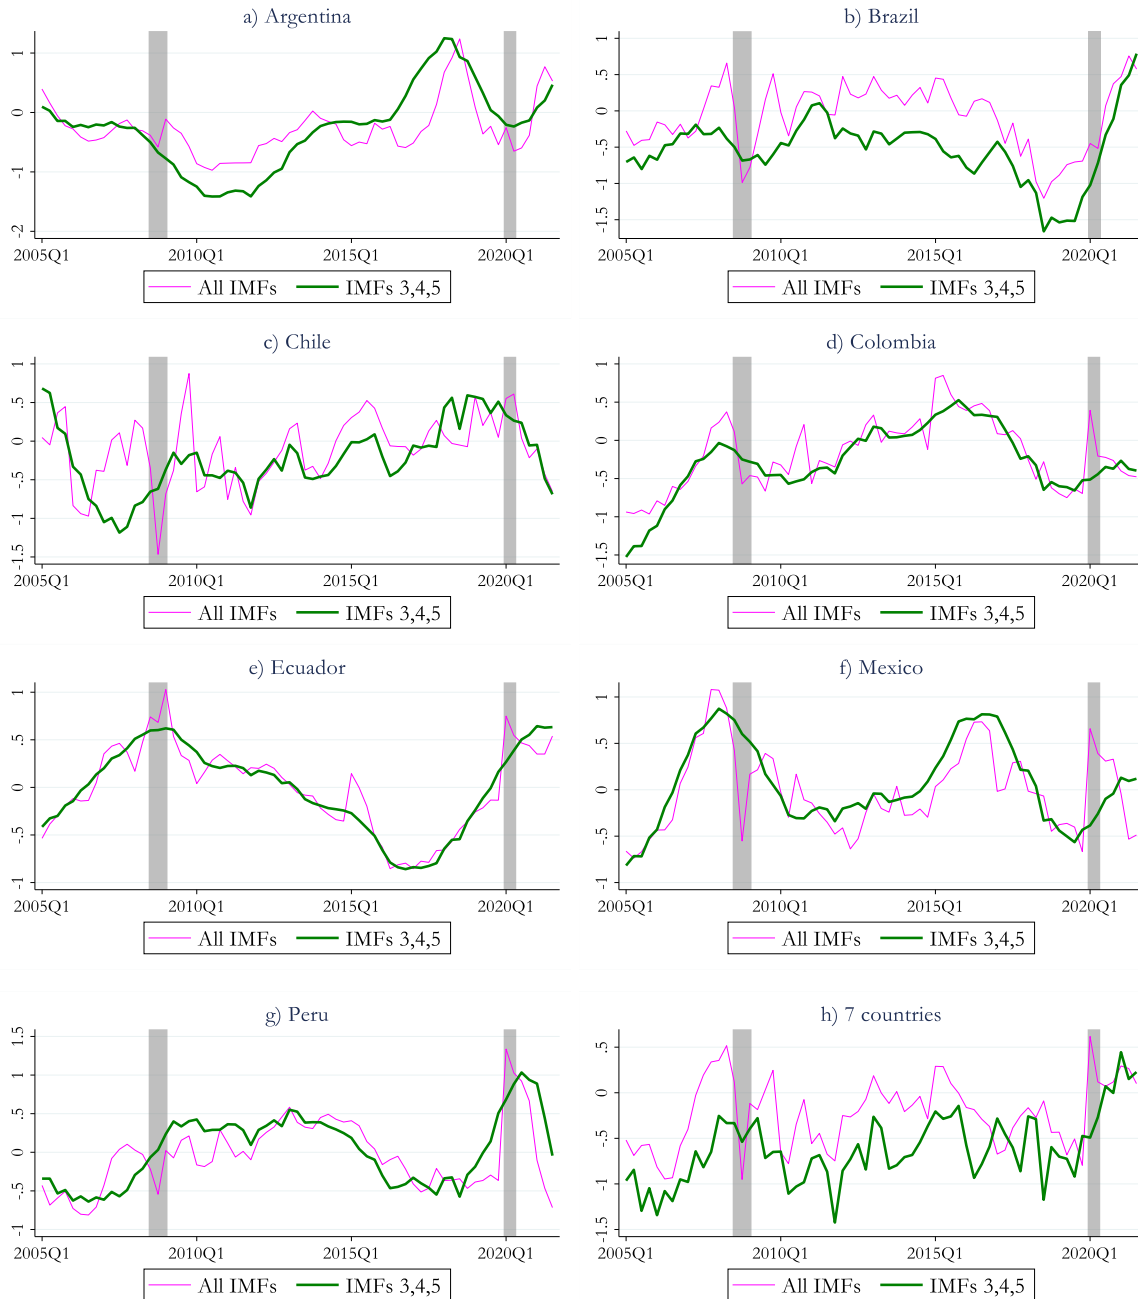 a) Argentina
1
0
-1
-2
2005Q1 2010Q1 2015Q1 2020Q1
All IMFs IMFs 3,4,5
b) Brazil
1
.5
0
-.5
-1
-1.5
2005Q1 2010Q1 2015Q1 2020Q1
All IMFs IMFs 3,4,5
c) Chile
1
.5
0
-.5
-1
-1.5
2005Q1 2010Q1 2015Q1 2020Q1
All IMFs IMFs 3,4,5
d) Colombia
1
.5
0
-.5
-1
-1.5
2005Q1 2010Q1 2015Q1 2020Q1
All IMFs IMFs 3,4,5
e) Ecuador
1
.5
0
-.5
-1
2005Q1 2010Q1 2015Q1 2020Q1
All IMFs IMFs 3,4,5
f) Mexico
1
.5
0
-.5
-1
2005Q1 2010Q1 2015Q1 2020Q1
All IMFs IMFs 3,4,5
g) Peru
1.5
1
.5
0
-.5
-1
2005Q1 2010Q1 2015Q1 2020Q1
All IMFs IMFs 3,4,5
h) 7 countries
.5
0
-.5
-1
-1.5
2005Q1 2010Q1 2015Q1 2020Q1
All IMFs IMFs 3,4,5